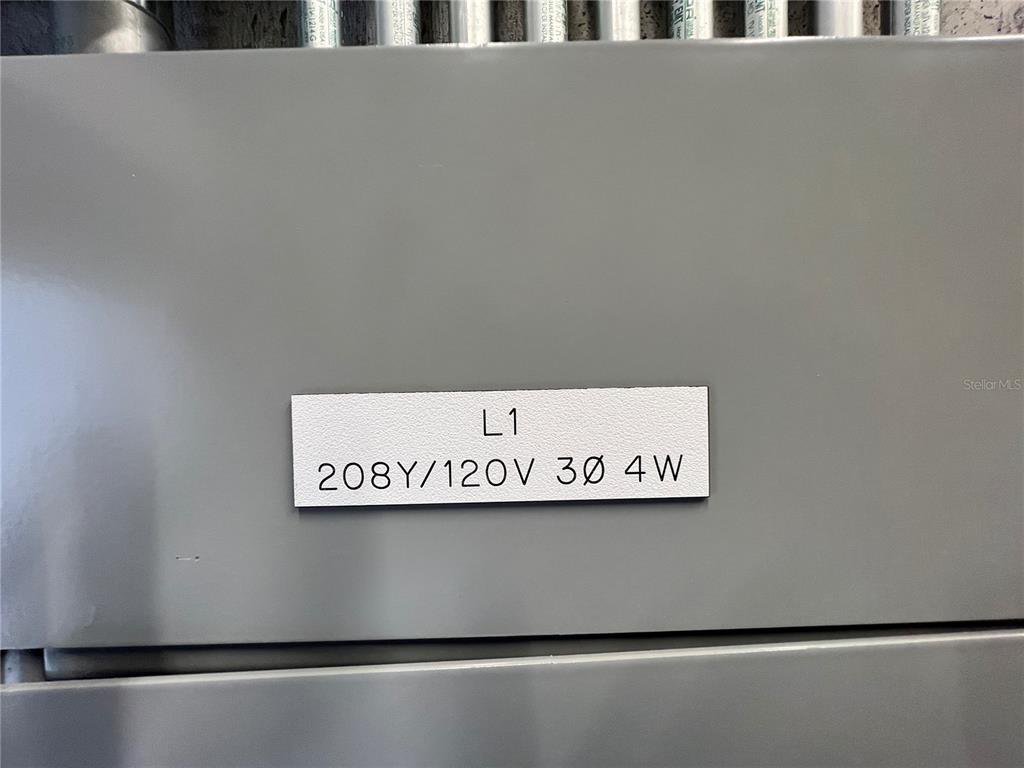 L1
208Y/120V 3Ø 4W
Stellar MLS